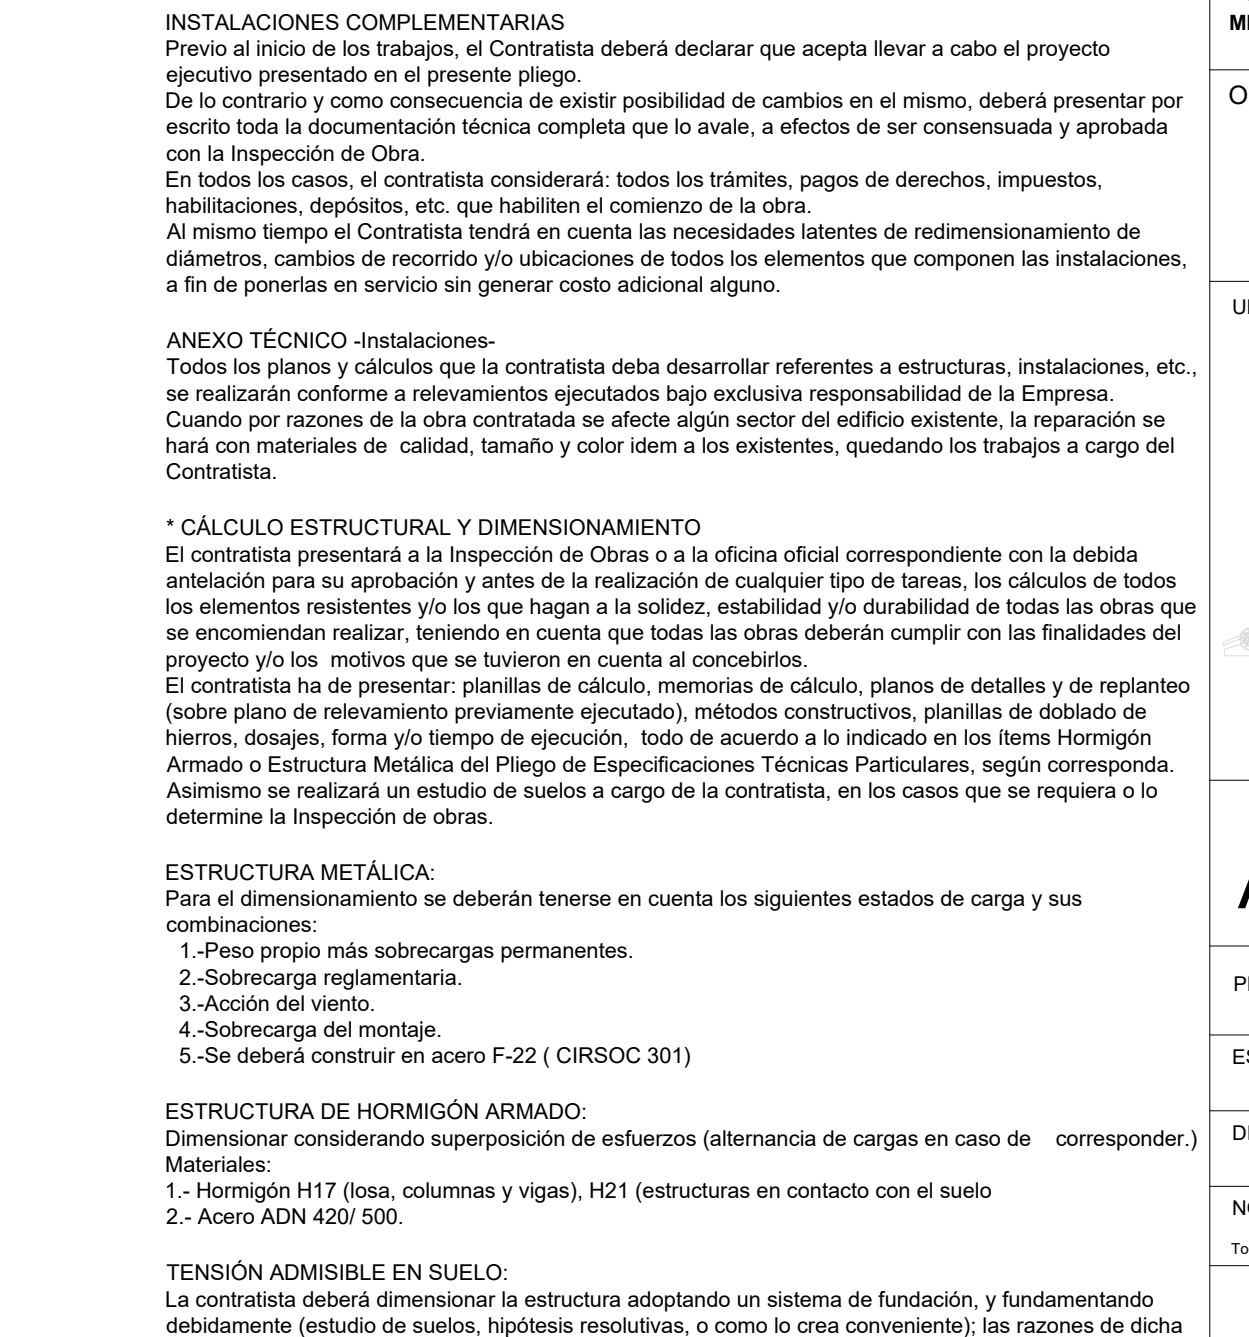 INSTALACIONES COMPLEMENTARIAS
Previo al inicio de los trabajos, el Contratista deberá declarar que acepta llevar a cabo el proyecto
ejecutivo presentado en el presente pliego.
De lo contrario y como consecuencia de existir posibilidad de cambios en el mismo, deberá presentar por
escrito toda la documentación técnica completa que lo avale, a efectos de ser consensuada y aprobada
con la Inspección de Obra.
En todos los casos, el contratista considerará: todos los trámites, pagos de derechos, impuestos,
habilitaciones, depósitos, etc. que habiliten el comienzo de la obra.
Al mismo tiempo el Contratista tendrá en cuenta las necesidades latentes de redimensionamiento de
diámetros, cambios de recorrido y/o ubicaciones de todos los elementos que componen las instalaciones,
a fin de ponerlas en servicio sin generar costo adicional alguno.

ANEXO TÉCNICO -Instalaciones-
Todos los planos y cálculos que la contratista deba desarrollar referentes a estructuras, instalaciones, etc.,
se realizarán conforme a relevamientos ejecutados bajo exclusiva responsabilidad de la Empresa.
Cuando por razones de la obra contratada se afecte algún sector del edificio existente, la reparación se
hará con materiales de  calidad, tamaño y color idem a los existentes, quedando los trabajos a cargo del
Contratista.

* CÁLCULO ESTRUCTURAL Y DIMENSIONAMIENTO
El contratista presentará a la Inspección de Obras o a la oficina oficial correspondiente con la debida
antelación para su aprobación y antes de la realización de cualquier tipo de tareas, los cálculos de todos
los elementos resistentes y/o los que hagan a la solidez, estabilidad y/o durabilidad de todas las obras que
se encomiendan realizar, teniendo en cuenta que todas las obras deberán cumplir con las finalidades del
proyecto y/o los  motivos que se tuvieron en cuenta al concebirlos.
El contratista ha de presentar: planillas de cálculo, memorias de cálculo, planos de detalles y de replanteo
(sobre plano de relevamiento previamente ejecutado), métodos constructivos, planillas de doblado de
hierros, dosajes, forma y/o tiempo de ejecución,  todo de acuerdo a lo indicado en los ítems Hormigón
Armado o Estructura Metálica del Pliego de Especificaciones Técnicas Particulares, según corresponda.
Asimismo se realizará un estudio de suelos a cargo de la contratista, en los casos que se requiera o lo
determine la Inspección de obras.

ESTRUCTURA METÁLICA:
Para el dimensionamiento se deberán tenerse en cuenta los siguientes estados de carga y sus
combinaciones:
1.-Peso propio más sobrecargas permanentes.
2.-Sobrecarga reglamentaria.
3.-Acción del viento.
4.-Sobrecarga del montaje.
5.-Se deberá construir en acero F-22 ( CIRSOC 301)

ESTRUCTURA DE HORMIGÓN ARMADO:
Dimensionar considerando superposición de esfuerzos (alternancia de cargas en caso de    corresponder.)
Materiales:
1.- Hormigón H17 (losa, columnas y vigas), H21 (estructuras en contacto con el suelo
2.- Acero ADN 420/ 500.

TENSIÓN ADMISIBLE EN SUELO:
La contratista deberá dimensionar la estructura adoptando un sistema de fundación, y fundamentando
debidamente (estudio de suelos, hipótesis resolutivas, o como lo crea conveniente); las razones de dicha